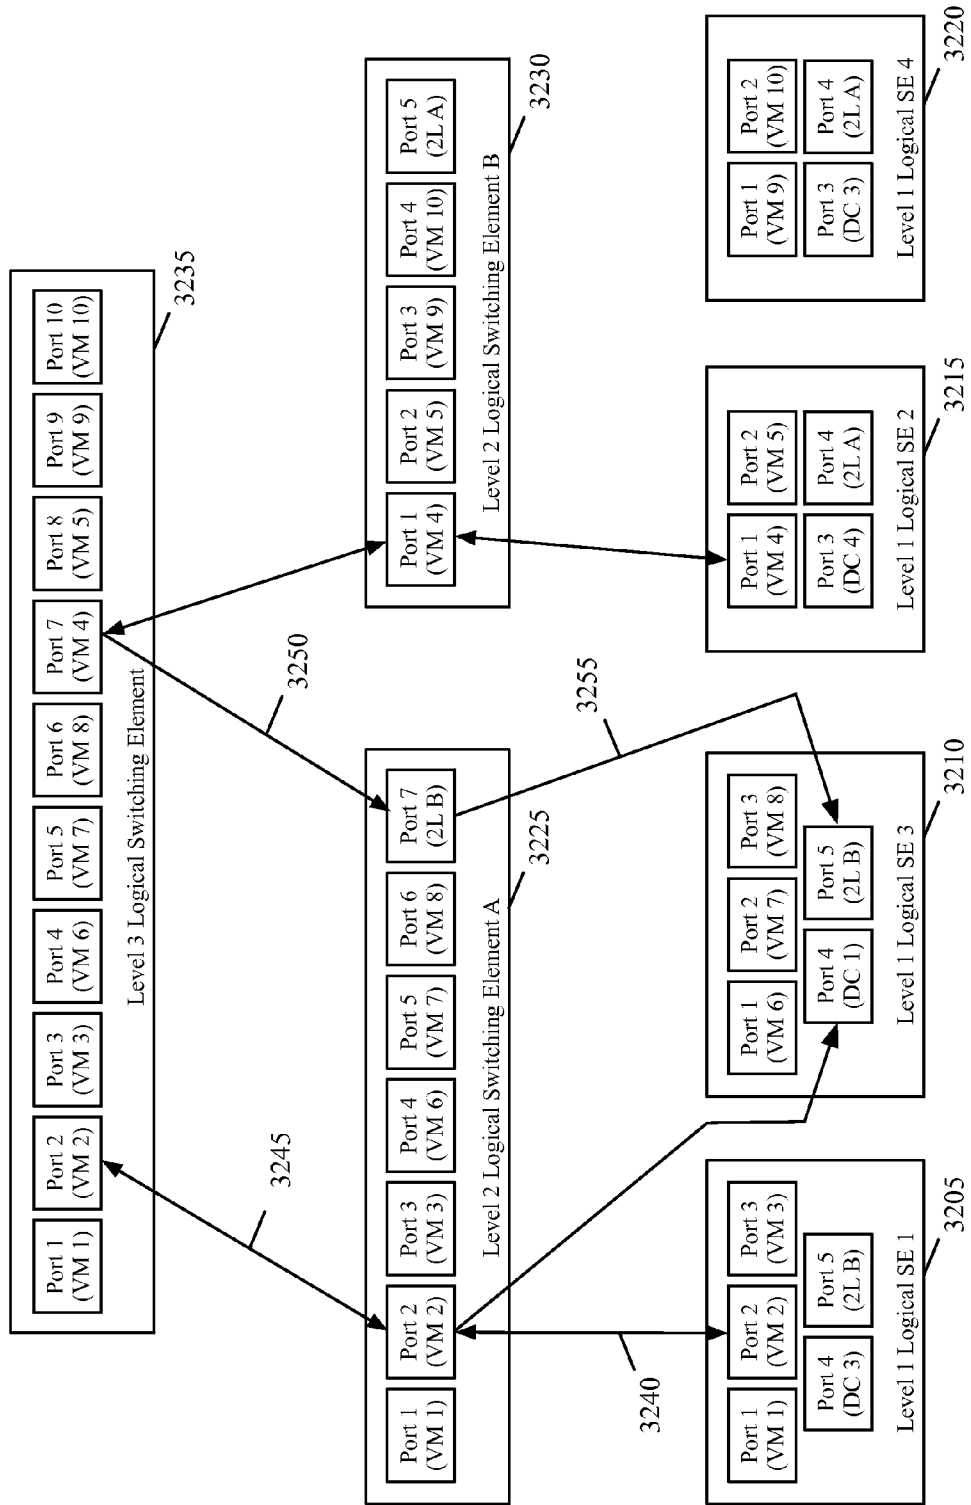 Port 1
(VM 1)
Port 2
(VM 2)
Port 3
(VM 3)
Port 4
(VM 6)
Port 5
(VM 7)
Port 6
(VM 8)
Port 7
(VM 4)
Port 8
(VM 5)
Port 9
(VM 9)
Port 10
(VM 10)
Level 3 Logical Switching Element
3235
3245
3250
Port 1
(VM 1)
Port 2
(VM 2)
Port 3
(VM 3)
Port 4
(VM 6)
Port 5
(VM 7)
Port 6
(VM 8)
Port 7
(2L B)
Level 2 Logical Switching Element A
3225
Port 1
(VM 4)
Port 2
(VM 5)
Port 3
(VM 9)
Port 4
(VM 10)
Port 5
(2L A)
Level 2 Logical Switching Element B
3230
3240
3255
Port 1
(VM 1)
Port 2
(VM 2)
Port 3
(VM 3)
Port 4
(DC 3)
Port 5
(2L B)
Level 1 Logical SE 1
3205
Port 1
(VM 6)
Port 2
(VM 7)
Port 3
(VM 8)
Port 4
(DC 1)
Port 5
(2L B)
Level 1 Logical SE 3
3210
Port 1
(VM 4)
Port 2
(VM 5)
Port 3
(DC 4)
Port 4
(2L A)
Level 1 Logical SE 2
3215
Port 1
(VM 9)
Port 2
(VM 10)
Port 3
(DC 3)
Port 4
(2L A)
Level 1 Logical SE 4
3220